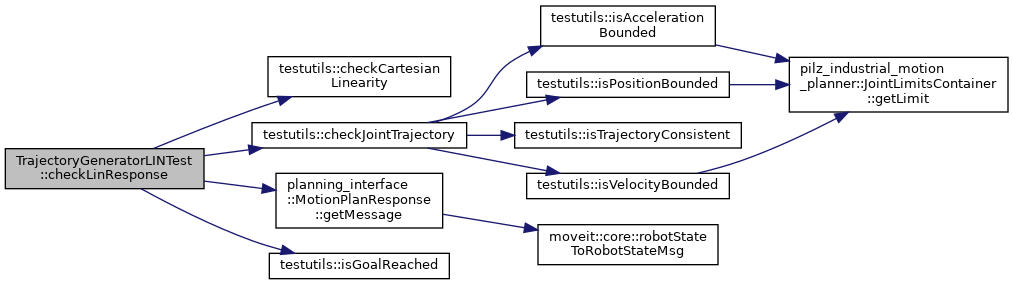 TrajectoryGeneratorLINTest
::checkLinResponse
testutils::checkCartesian
Linearity
testutils::checkJointTrajectory
planning_interface
::MotionPlanResponse
::getMessage
testutils::isGoalReached
testutils::isAcceleration
Bounded
testutils::isPositionBounded
testutils::isTrajectoryConsistent
testutils::isVelocityBounded
moveit::core::robotState
ToRobotStateMsg
pilz_industrial_motion
_planner::JointLimitsContainer
::getLimit